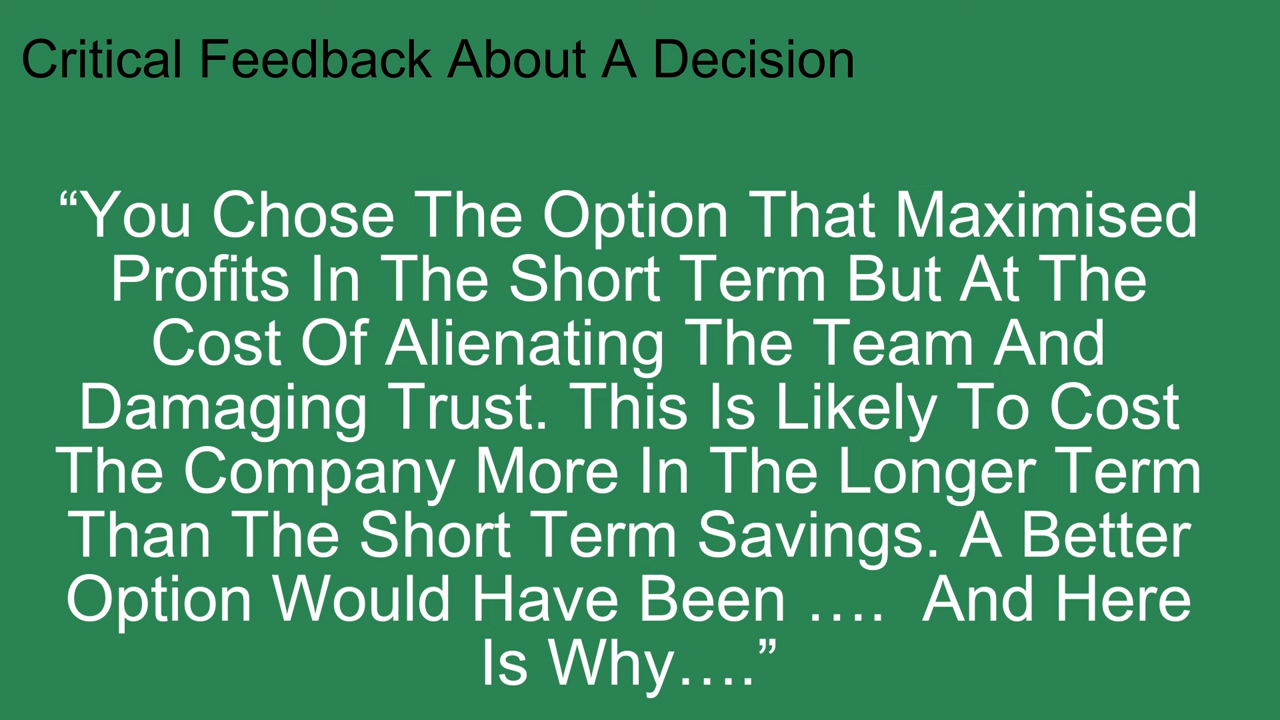 Critical Feedback About A Decision
“You Chose The Option That Maximised
Profits In The Short Term But At The
Cost Of Alienating The Team And
Damaging Trust. This Is Likely To Cost
The Company More In The Longer Term
Than The Short Term Savings. A Better
Option Would Have Been ….  And Here
Is Why….”